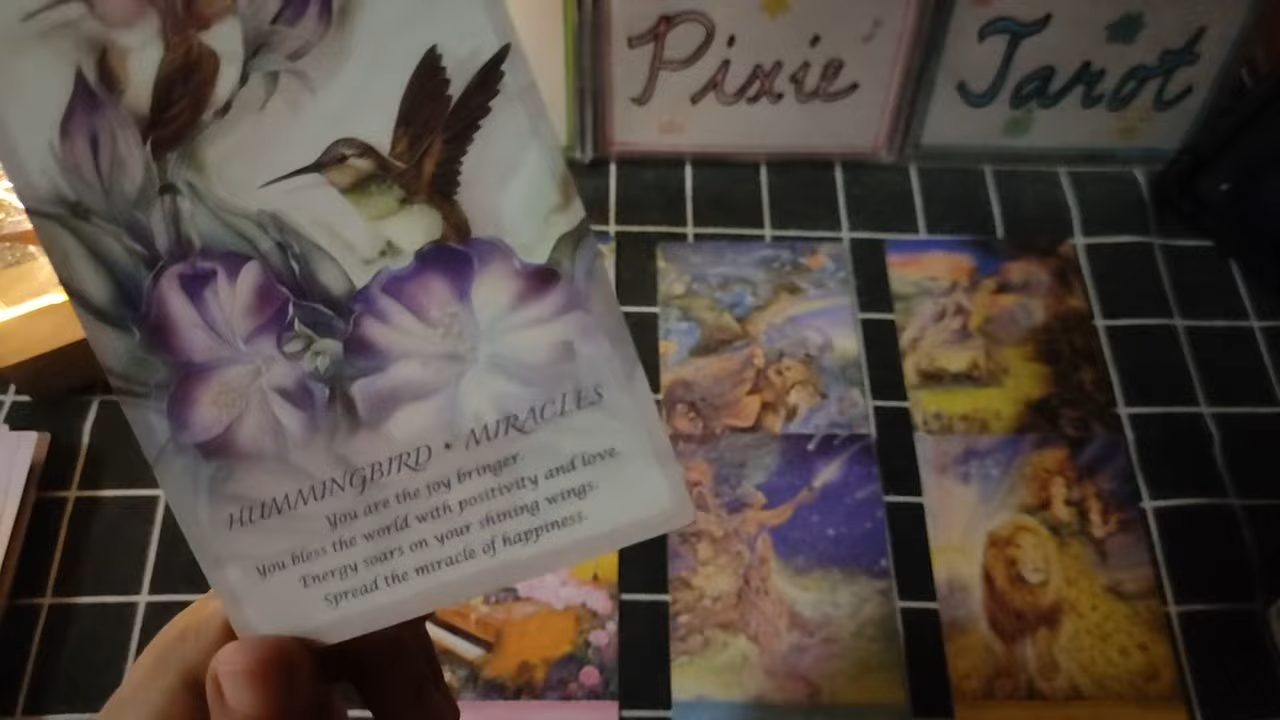 Pixie
Tarot
HUMMINGBIRD • MIRACLES
You are the joy bringer.
You bless the world with positivity and love.
Energy soars on your shining wings.
Spread the miracle of happiness.